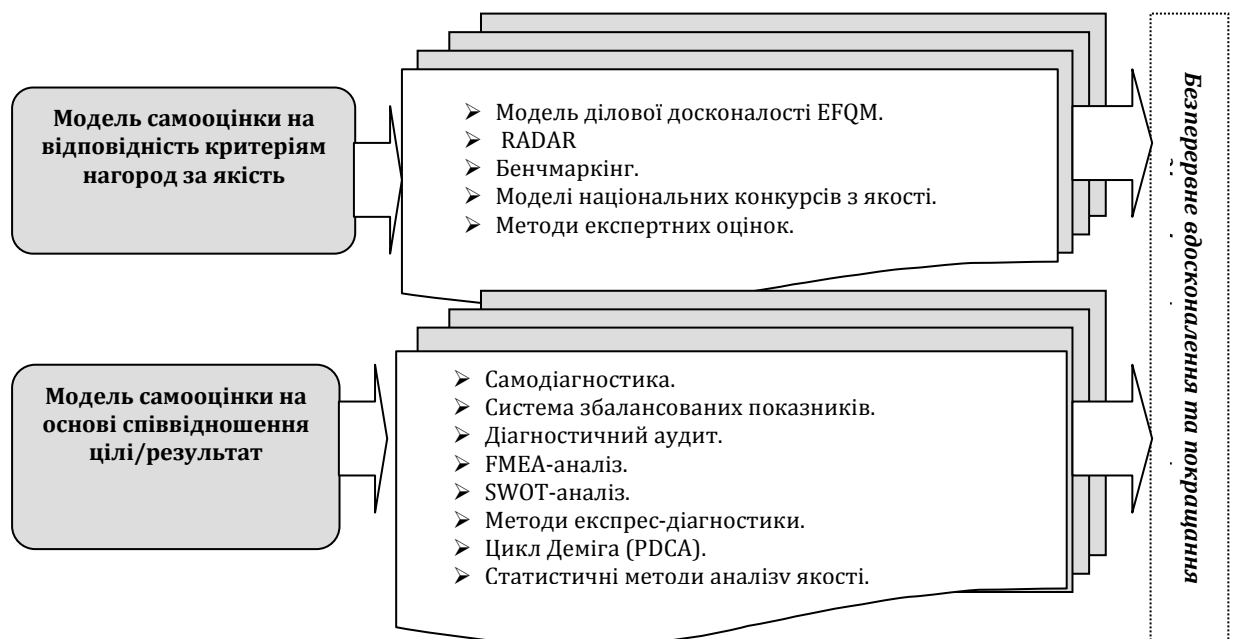 Модель самооцінки на
відповідність критеріям
нагород за якість
➢ Модель ділової досконалості EFQM.
➢ RADAR
➢ Бенчмаркінг.
➢ Моделі національних конкурсів з якості.
➢ Методи експертних оцінок.
Модель самооцінки на
основі співвідношення
цілі/результат
➢ Самодіагностика.
➢ Система збалансованих показників.
➢ Діагностичний аудит.
➢ FMEA-аналіз.
➢ SWOT-аналіз.
➢ Методи експрес-діагностики.
➢ Цикл Деміга (PDCA).
➢ Статистичні методи аналізу якості.
Безперервне вдосконалення та покращання